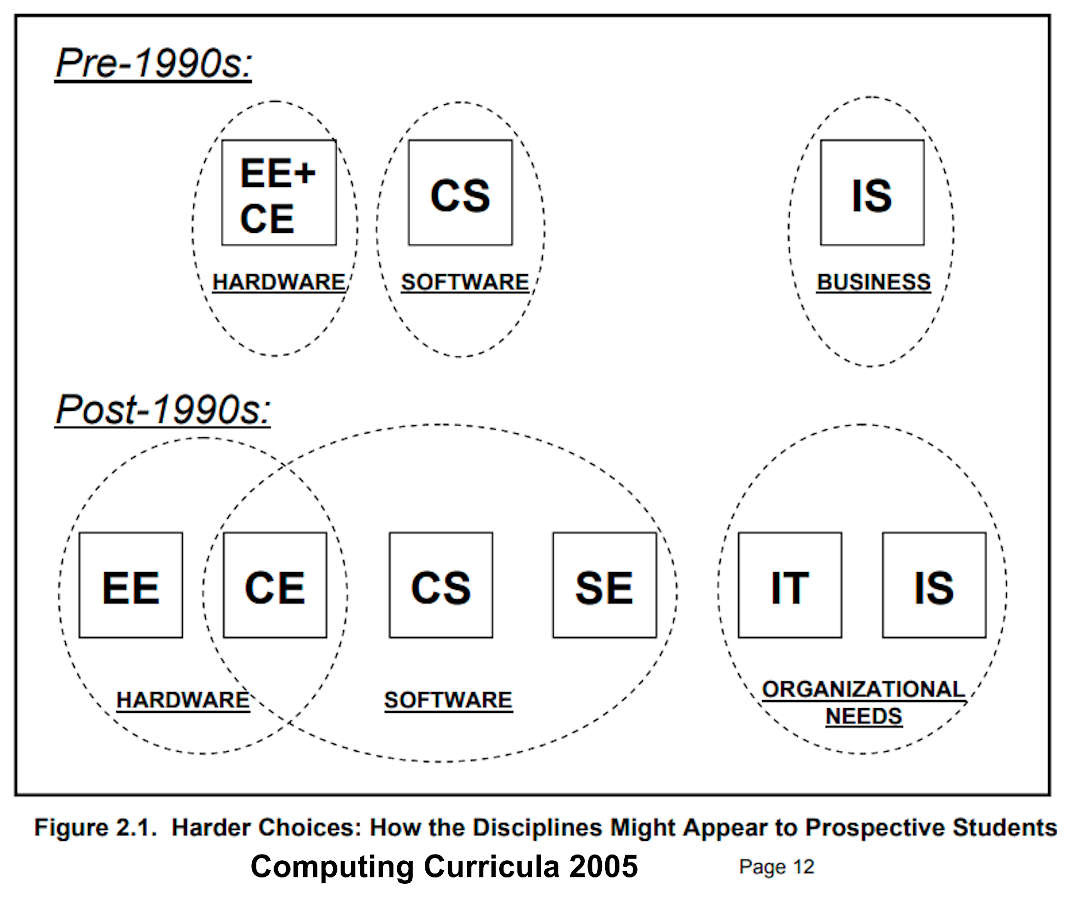 Pre-1990s:
EE+
CE
CS
IS
HARDWARE
SOFTWARE
BUSINESS
Post-1990s:
EE
CE
CS
SE
IT
IS
HARDWARE
SOFTWARE
ORGANIZATIONAL
NEEDS
Figure 2.1. Harder Choices: How the Disciplines Might Appear to Prospective Students
Computing Curricula 2005
Page 12